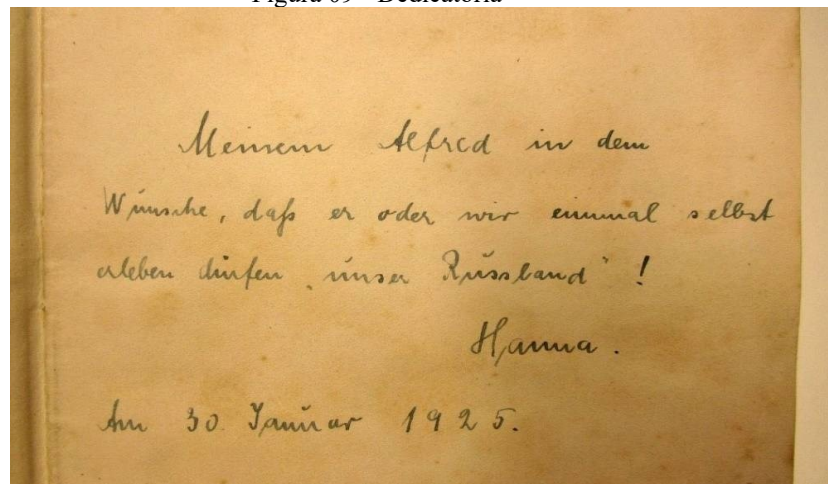 Meinem Alfred in dem
Wunsche, daß er oder wir einmal selbst
erleben dürfen „unser Russland“ !
Hanna.
Am 30. Januar 1925.